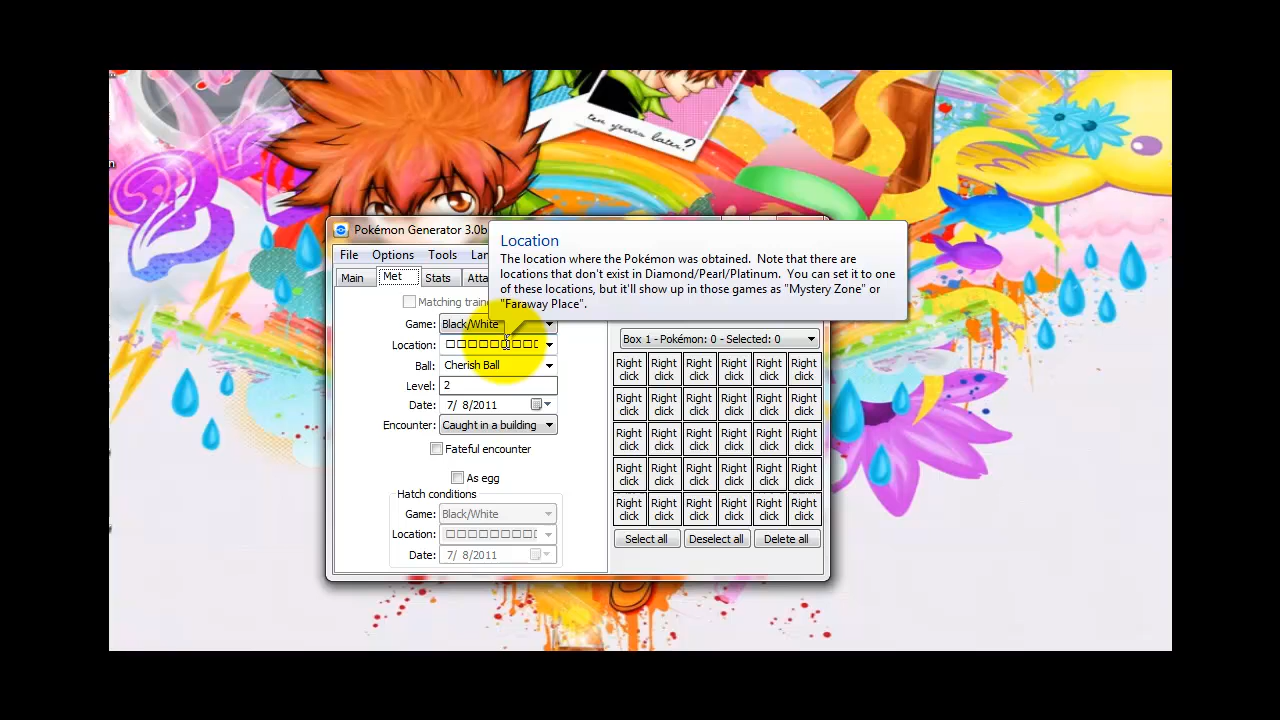 ten years later?
n
Pokémon Generator 3.0b
File Options Tools Lan
Main Met Stats Atta
Location
The location where the Pokémon was obtained. Note that there are
locations that don't exist in Diamond/Pearl/Platinum. You can set it to one
of these locations, but it'll show up in those games as "Mystery Zone" or
"Faraway Place".
Matching traine
Game: Black/White
Location: □□□□□□□□□
Ball: Cherish Ball
Level: 2
Date: 7/ 8/2011
Encounter: Caught in a building
Fateful encounter
As egg
Hatch conditions
Game: Black/White
Location: □□□□□□□□
Date: 7/ 8/2011
Box 1 - Pokémon: 0 - Selected: 0
Right Right Right Right Right Right
click click click click click click
Right Right Right Right Right Right
click click click click click click
Right Right Right Right Right Right
click click click click click click
Right Right Right Right Right Right
click click click click click click
Right Right Right Right Right Right
click click click click click click
Select all Deselect all Delete all